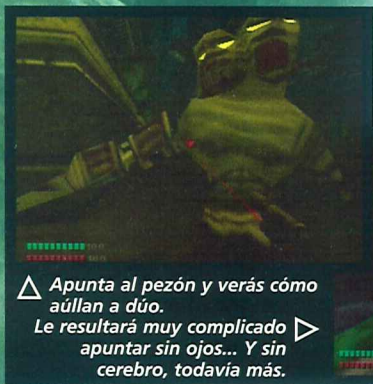 △ Apunta al pezón y verás cómo
aúllan a dúo.
Le resultará muy complicado ▷
apuntar sin ojos... Y sin
cerebro, todavía más.